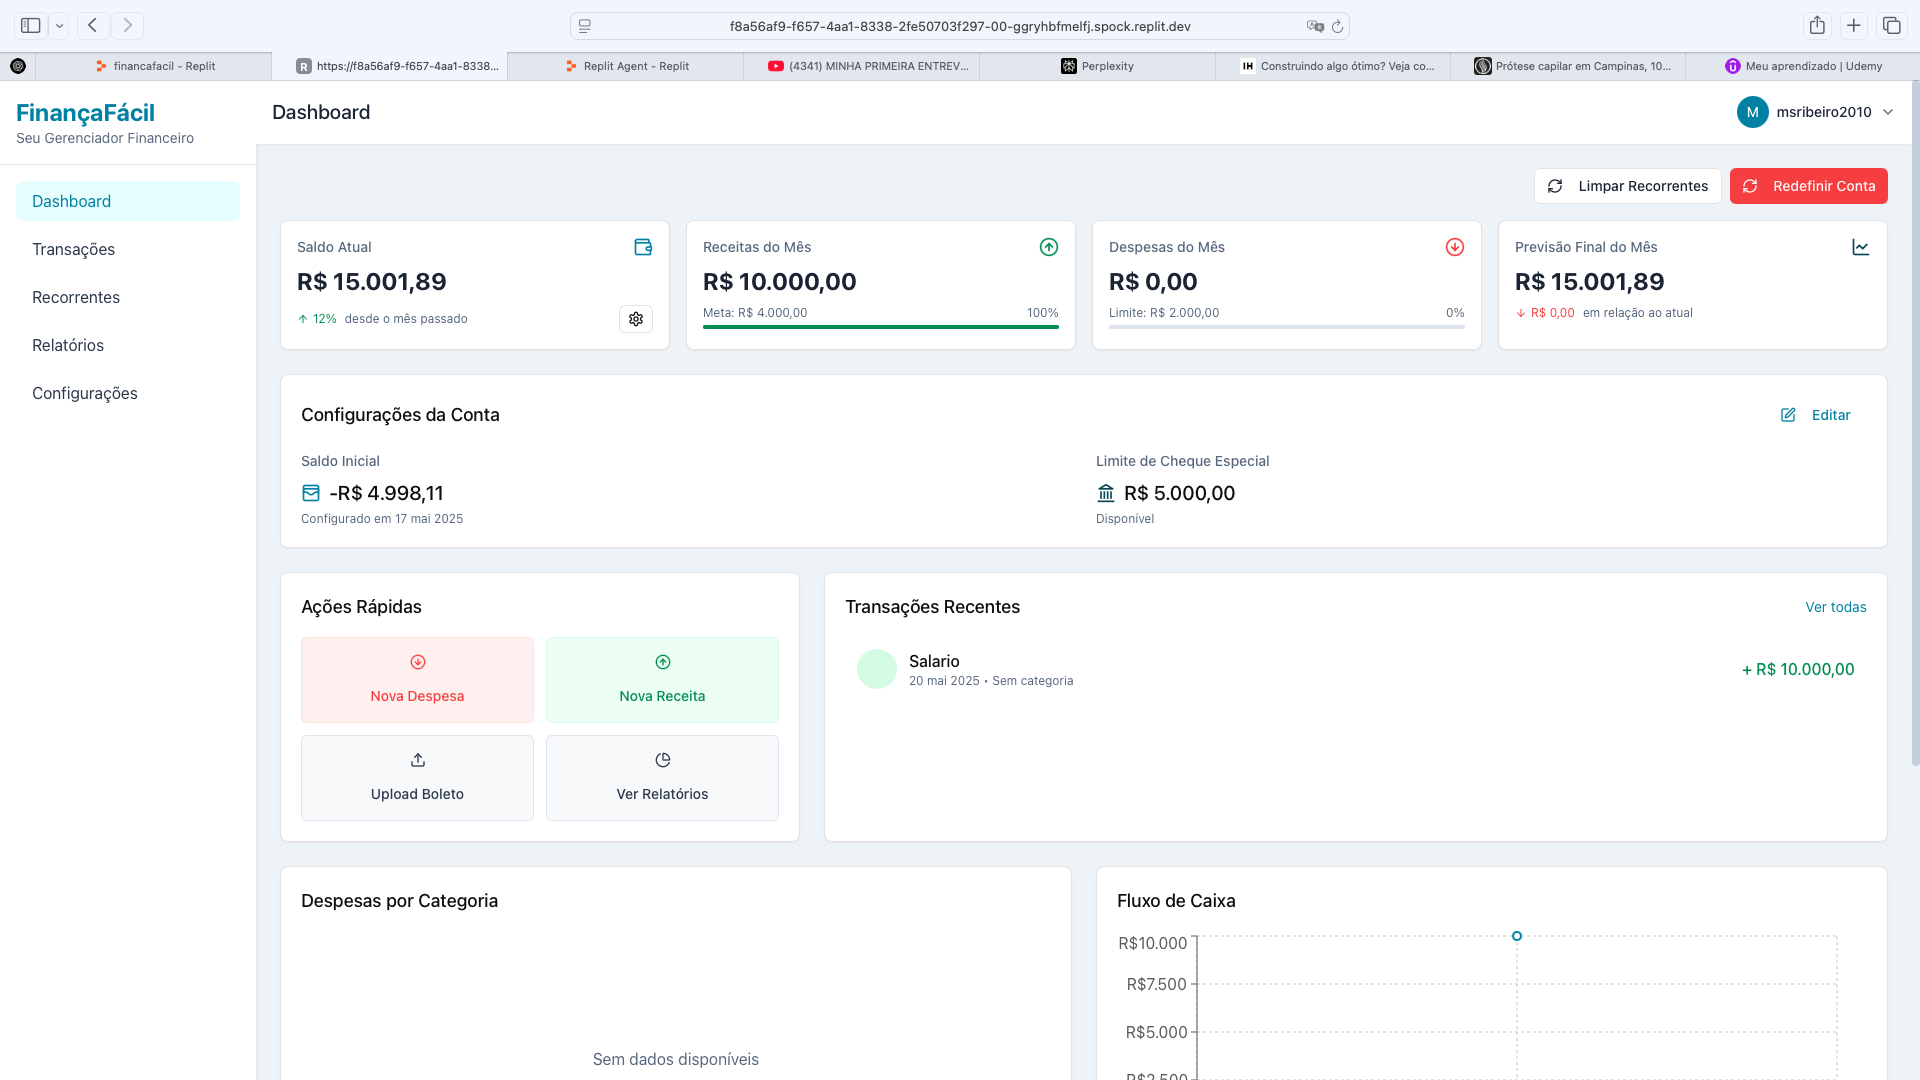 f8a56af9-f657-4aa1-8338-2fe50703f297-00-ggryhbfmelfj.spock.replit.dev
financafacil - Replit
R https://f8a56af9-f657-4aa1-8338...
Replit Agent - Replit
(4341) MINHA PRIMEIRA ENTREV...
Perplexity
IH Construindo algo ótimo? Veja co...
Prótese capilar em Campinas, 10...
Meu aprendizado | Udemy
FinançaFácil
Seu Gerenciador Financeiro
Dashboard
Transações
Recorrentes
Relatórios
Configurações
Dashboard
M msribeiro2010
Limpar Recorrentes
Redefinir Conta
Saldo Atual
R$ 15.001,89
12% desde o mês passado
Receitas do Mês
R$ 10.000,00
Meta: R$ 4.000,00 100%
Despesas do Mês
R$ 0,00
Limite: R$ 2.000,00 0%
Previsão Final do Mês
R$ 15.001,89
R$ 0,00 em relação ao atual
Configurações da Conta
Editar
Saldo Inicial
-R$ 4.998,11
Configurado em 17 mai 2025
Limite de Cheque Especial
R$ 5.000,00
Disponível
Ações Rápidas
Nova Despesa
Nova Receita
Upload Boleto
Ver Relatórios
Transações Recentes
Ver todas
Salario
20 mai 2025 • Sem categoria
+ R$ 10.000,00
Despesas por Categoria
Sem dados disponíveis
Fluxo de Caixa
R$10.000
R$7.500
R$5.000
R$2.500